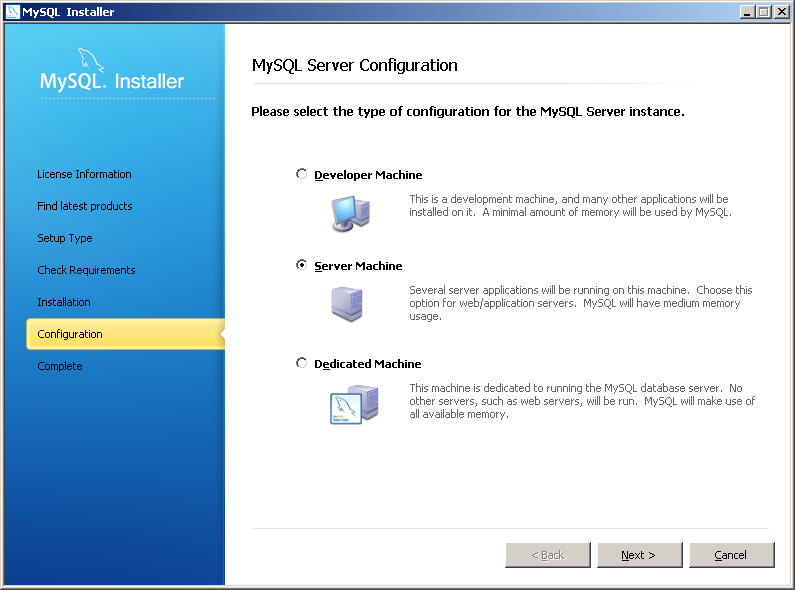 MySQL Installer
MySQL. Installer
License Information
Find latest products
Setup Type
Check Requirements
Installation
Configuration
Complete
MySQL Server Configuration
Please select the type of configuration for the MySQL Server instance.
Developer Machine
This is a development machine, and many other applications will be
installed on it. A minimal amount of memory will be used by MySQL.
Server Machine
Several server applications will be running on this machine. Choose this
option for web/application servers. MySQL will have medium memory
usage.
Dedicated Machine
MySQL
Server
This machine is dedicated to running the MySQL database server. No
other servers, such as web servers, will be run. MySQL will make use of
all available memory.
< Back
Next >
Cancel